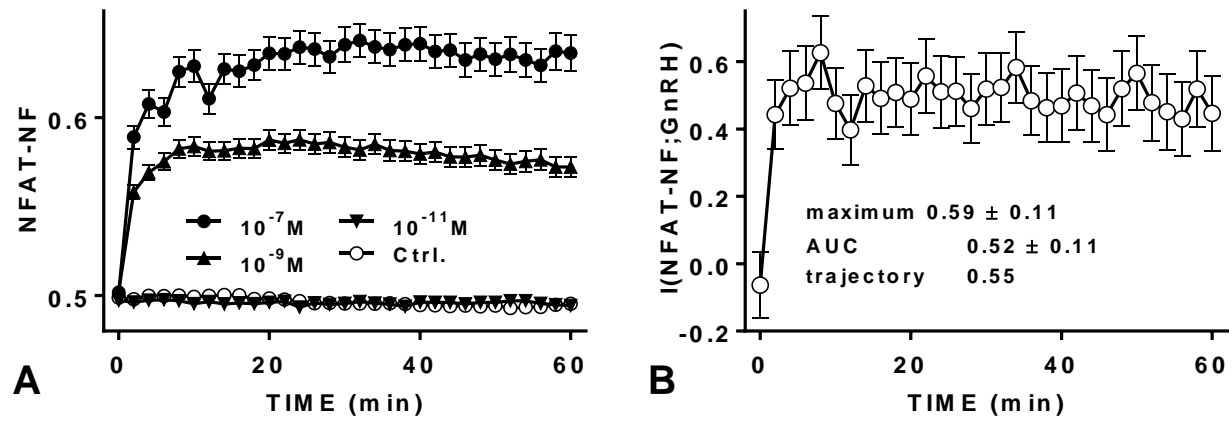 NFAT-NF
0.6
0.5
10⁻⁷M
10⁻⁹M
10⁻¹¹M
Ctrl.
0 20 40 60
TIME (min)
A
I(NFAT-NF;GnRH)
0.6
0.4
0.2
0.0
-0.2
maximum 0.59 ± 0.11
AUC 0.52 ± 0.11
trajectory 0.55
0 20 40 60
TIME (min)
B